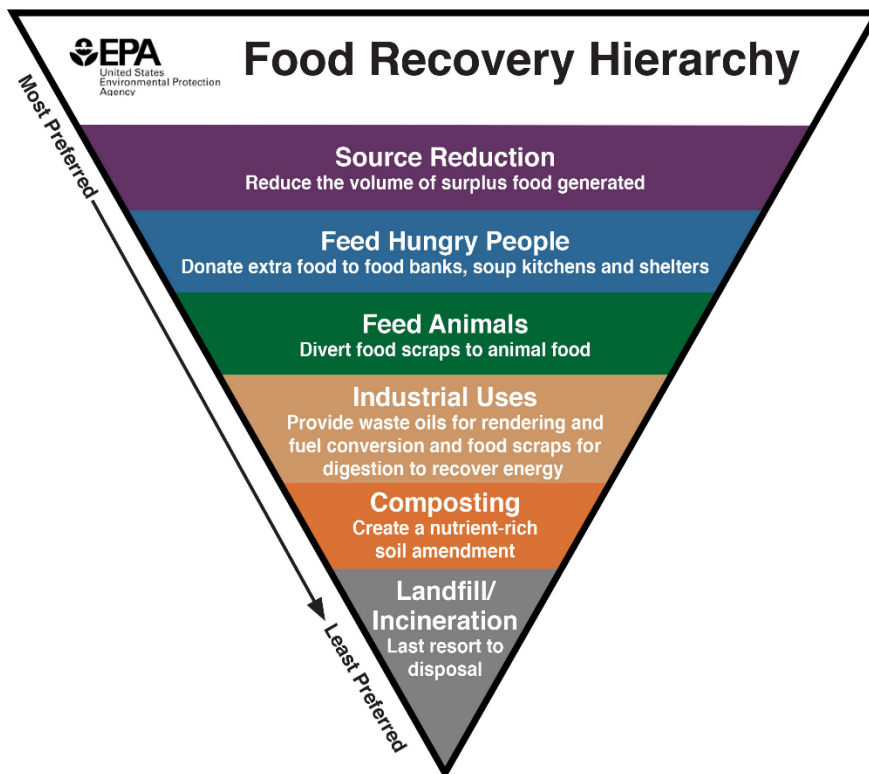 EPA
United States
Environmental Protection
Agency
Food Recovery Hierarchy
Most Preferred
Source Reduction
Reduce the volume of surplus food generated
Feed Hungry People
Donate extra food to food banks, soup kitchens and shelters
Feed Animals
Divert food scraps to animal food
Industrial Uses
Provide waste oils for rendering and
fuel conversion and food scraps for
digestion to recover energy
Composting
Create a nutrient-rich
soil amendment
Landfill/
Incineration
Last resort to
disposal
Least Preferred